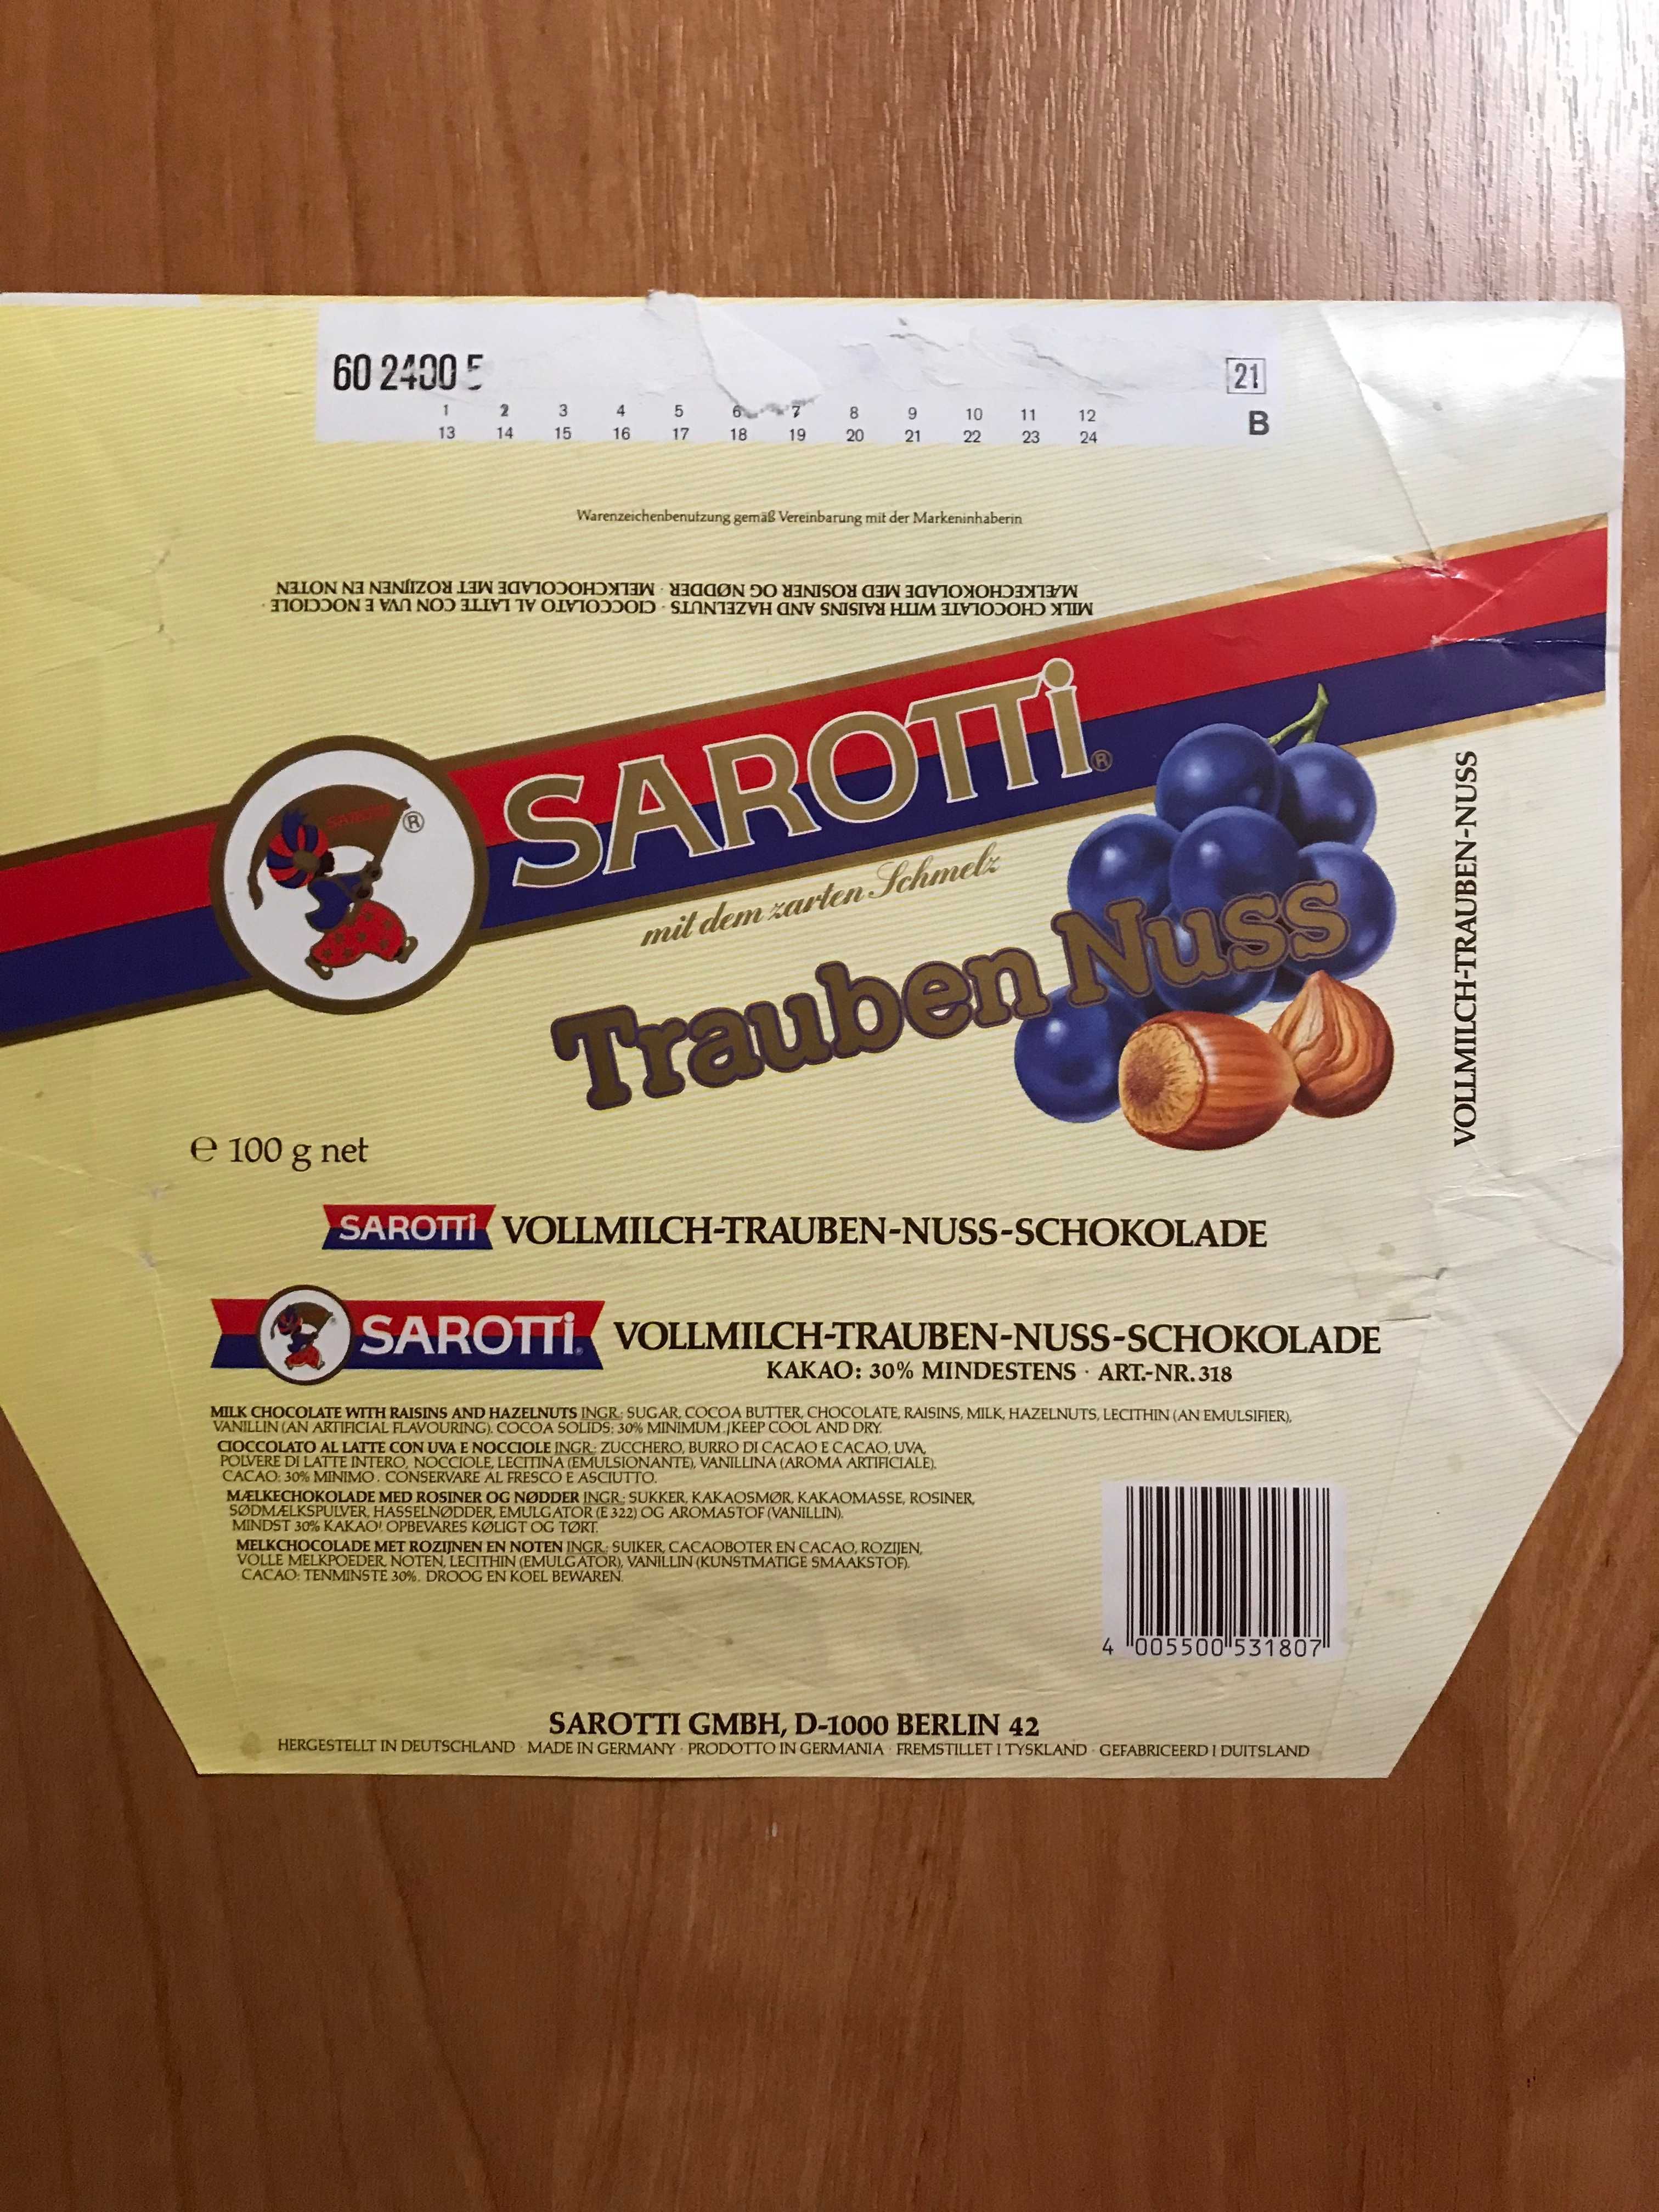 60 2400 5
21
1 2 3 4 5 6 7 8 9 10 11 12
13 14 15 16 17 18 19 20 21 22 23 24
B
Warenzeichenbenutzung gemäß Vereinbarung mit der Markeninhaberin
MILK CHOCOLATE WITH RAISINS AND HAZELNUTS · CIOCCOLATO AL LATTE CON UVA E NOCCIOLE ·
MÆLKECHOKOLADE MED ROSINER OG NØDDER · MELKCHOCOLADE MET ROZIJNEN EN NOTEN
SAROTTI ®
SAROTTi ®
mit dem zarten Schmelz
Trauben Nuss
VOLLMILCH-TRAUBEN-NUSS
e 100 g net
SAROTTi VOLLMILCH-TRAUBEN-NUSS-SCHOKOLADE
SAROTTi ® VOLLMILCH-TRAUBEN-NUSS-SCHOKOLADE
KAKAO: 30% MINDESTENS · ART.-NR. 318
MILK CHOCOLATE WITH RAISINS AND HAZELNUTS INGR.: SUGAR, COCOA BUTTER, CHOCOLATE, RAISINS, MILK, HAZELNUTS, LECITHIN (AN EMULSIFIER),
VANILLIN (AN ARTIFICIAL FLAVOURING). COCOA SOLIDS: 30% MINIMUM./KEEP COOL AND DRY.
CIOCCOLATO AL LATTE CON UVA E NOCCIOLE INGR.: ZUCCHERO, BURRO DI CACAO E CACAO, UVA,
POLVERE DI LATTE INTERO, NOCCIOLE, LECITINA (EMULSIONANTE), VANILLINA (AROMA ARTIFICIALE).
CACAO: 30% MINIMO. CONSERVARE AL FRESCO E ASCIUTTO.
MÆLKECHOKOLADE MED ROSINER OG NØDDER INGR.: SUKKER, KAKAOSMØR, KAKAOMASSE, ROSINER,
SØDMÆLKSPULVER, HASSELNØDDER, EMULGATOR (E 322) OG AROMASTOF (VANILLIN).
MINDST 30% KAKAO! OPBEVARES KØLIGT OG TØRT.
MELKCHOCOLADE MET ROZIJNEN EN NOTEN INGR.: SUIKER, CACAOBOTER EN CACAO, ROZIJEN,
VOLLE MELKPOEDER, NOTEN, LECITHIN (EMULGATOR), VANILLIN (KUNSTMATIGE SMAAKSTOF).
CACAO: TENMINSTE 30%. DROOG EN KOEL BEWAREN.
4 005500 531807
SAROTTI GMBH, D-1000 BERLIN 42
HERGESTELLT IN DEUTSCHLAND · MADE IN GERMANY · PRODOTTO IN GERMANIA · FREMSTILLET I TYSKLAND · GEFABRICEERD I DUITSLAND